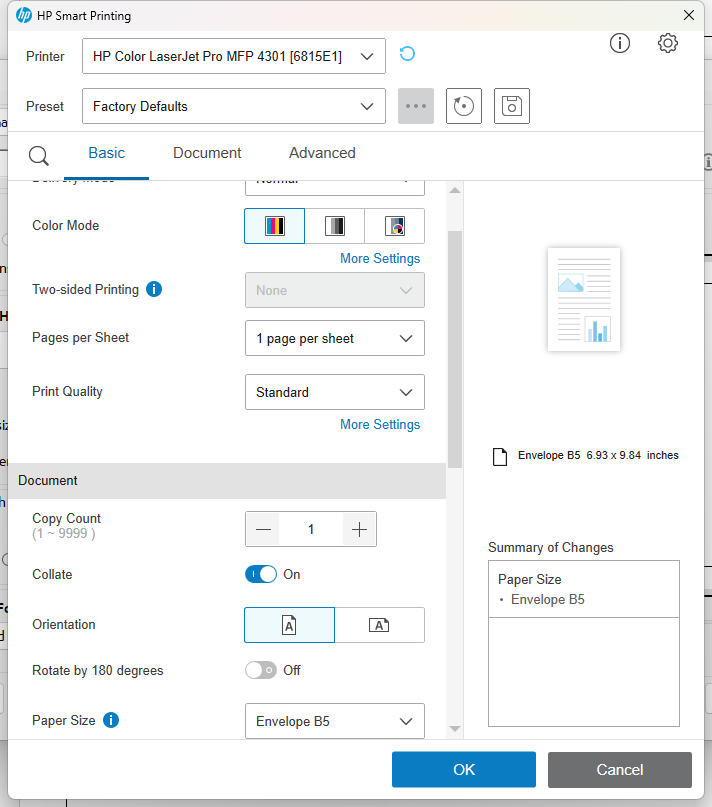 HP Smart Printing
Printer
HP Color LaserJet Pro MFP 4301 [6815E1]
Preset
Factory Defaults
Basic
Document
Advanced
Delivery Mode
Normal
Color Mode
More Settings
Two-sided Printing
None
Pages per Sheet
1 page per sheet
Print Quality
Standard
More Settings
Document
Copy Count
(1 ~ 9999 )
1
Collate
On
Orientation
Rotate by 180 degrees
Off
Paper Size
Envelope B5
Envelope B5 6.93 x 9.84 inches
Summary of Changes
Paper Size
• Envelope B5
OK
Cancel